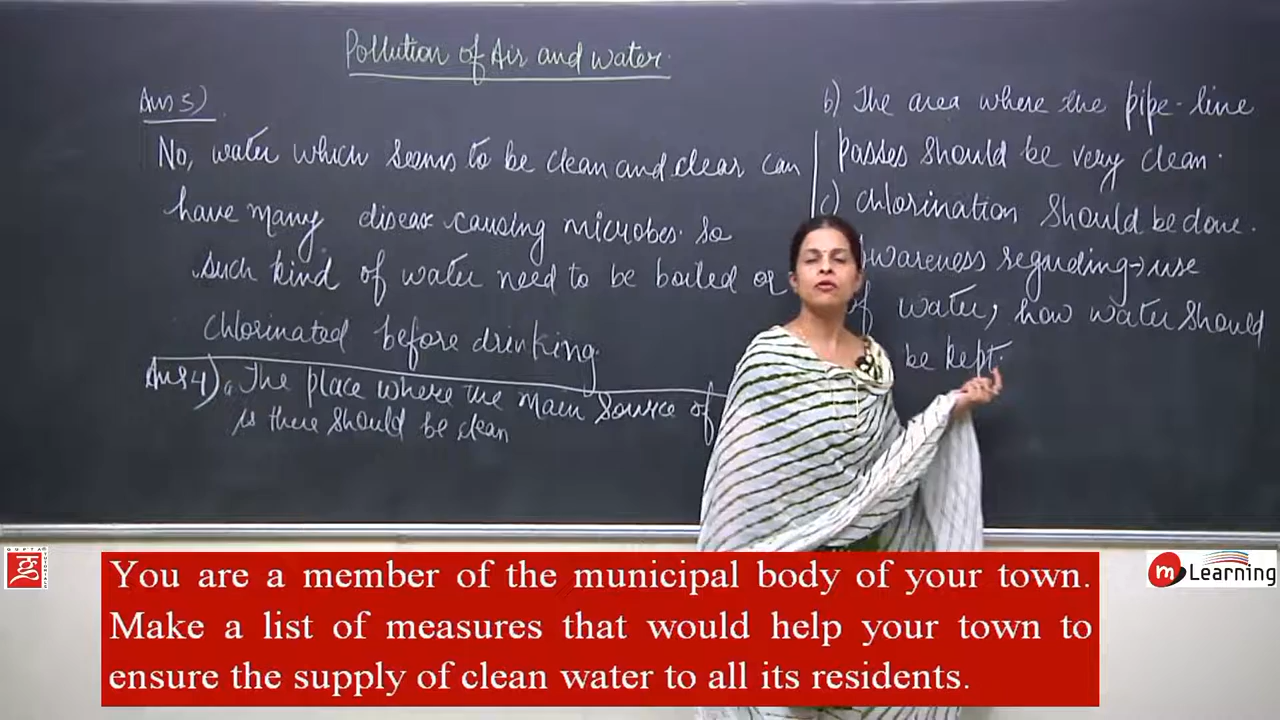 Pollution of Air and water.
Ans 3)
No, water which seems to be clean and clear can
have many disease causing microbes. So
such kind of water need to be boiled or
chlorinated before drinking.
Ans 4) a. The place where the main source of
is there should be clean
b) The area where the pipe-line
passes should be very clean.
c) Chlorination should be done.
wareness regarding → use
of water, how water should
be kept.
You are a member of the municipal body of your town.
Make a list of measures that would help your town to
ensure the supply of clean water to all its residents.
GUPTA
TUTORIALS
m Learning